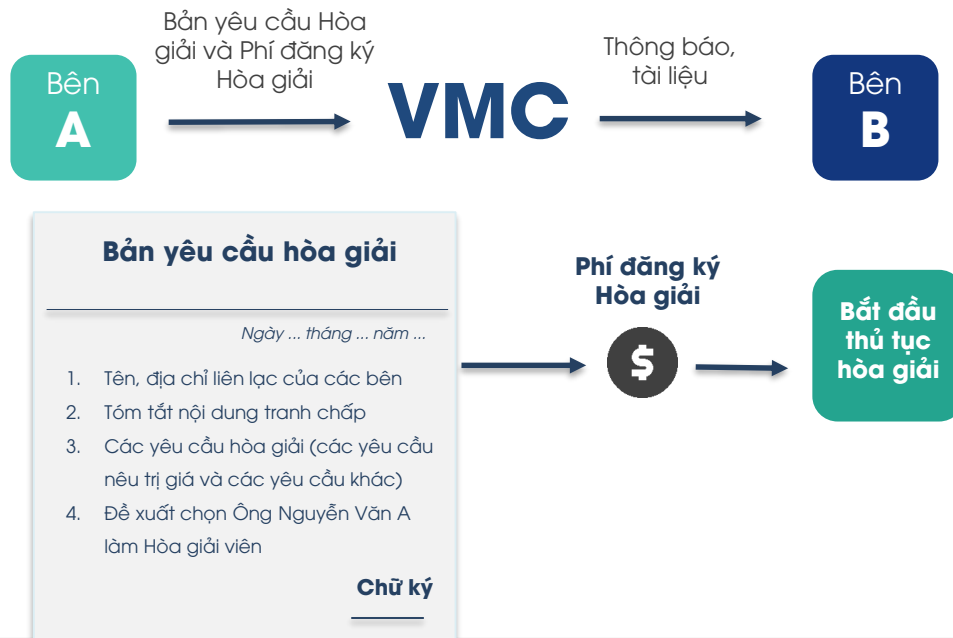 Bên
A
Bản yêu cầu Hòa
giải và Phí đăng ký
Hòa giải
VMC
Thông báo,
tài liệu
Bên
B
Bản yêu cầu hòa giải
Ngày ... tháng ... năm ...
1. Tên, địa chỉ liên lạc của các bên
2. Tóm tắt nội dung tranh chấp
3. Các yêu cầu hòa giải (các yêu cầu
nêu trị giá và các yêu cầu khác)
4. Đề xuất chọn Ông Nguyễn Văn A
làm Hòa giải viên
Chữ ký
Phí đăng ký
Hòa giải
$
Bắt đầu
thủ tục
hòa giải